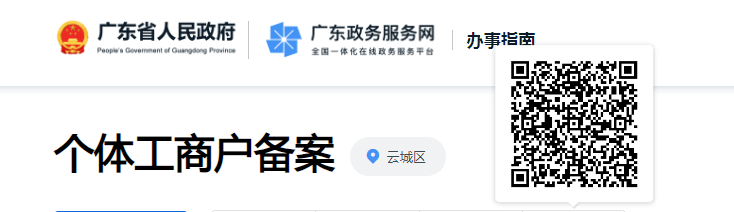 广东省人民政府
People's Government of Guangdong Province
广东政务服务网
全国一体化在线政务服务平台
办事指南
个体工商户备案
云城区